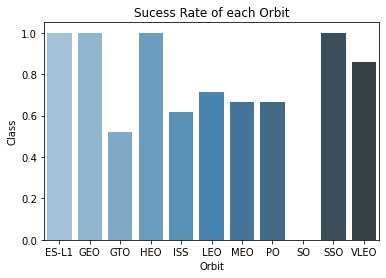 Sucess Rate of each Orbit
1.0
0.8
0.6
0.4
0.2
0.0
Class
ES-L1 GEO GTO HEO ISS LEO MEO PO SO SSO VLEO
Orbit